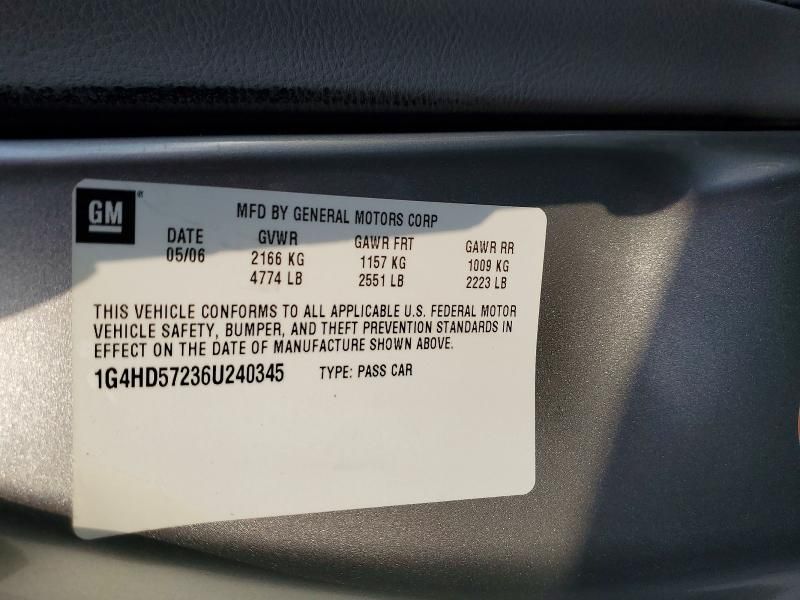 GM ®
MFD BY GENERAL MOTORS CORP
DATE GVWR GAWR FRT GAWR RR
05/06 2166 KG 1157 KG 1009 KG
4774 LB 2551 LB 2223 LB
THIS VEHICLE CONFORMS TO ALL APPLICABLE U.S. FEDERAL MOTOR
VEHICLE SAFETY, BUMPER, AND THEFT PREVENTION STANDARDS IN
EFFECT ON THE DATE OF MANUFACTURE SHOWN ABOVE.
1G4HD57236U240345 TYPE: PASS CAR